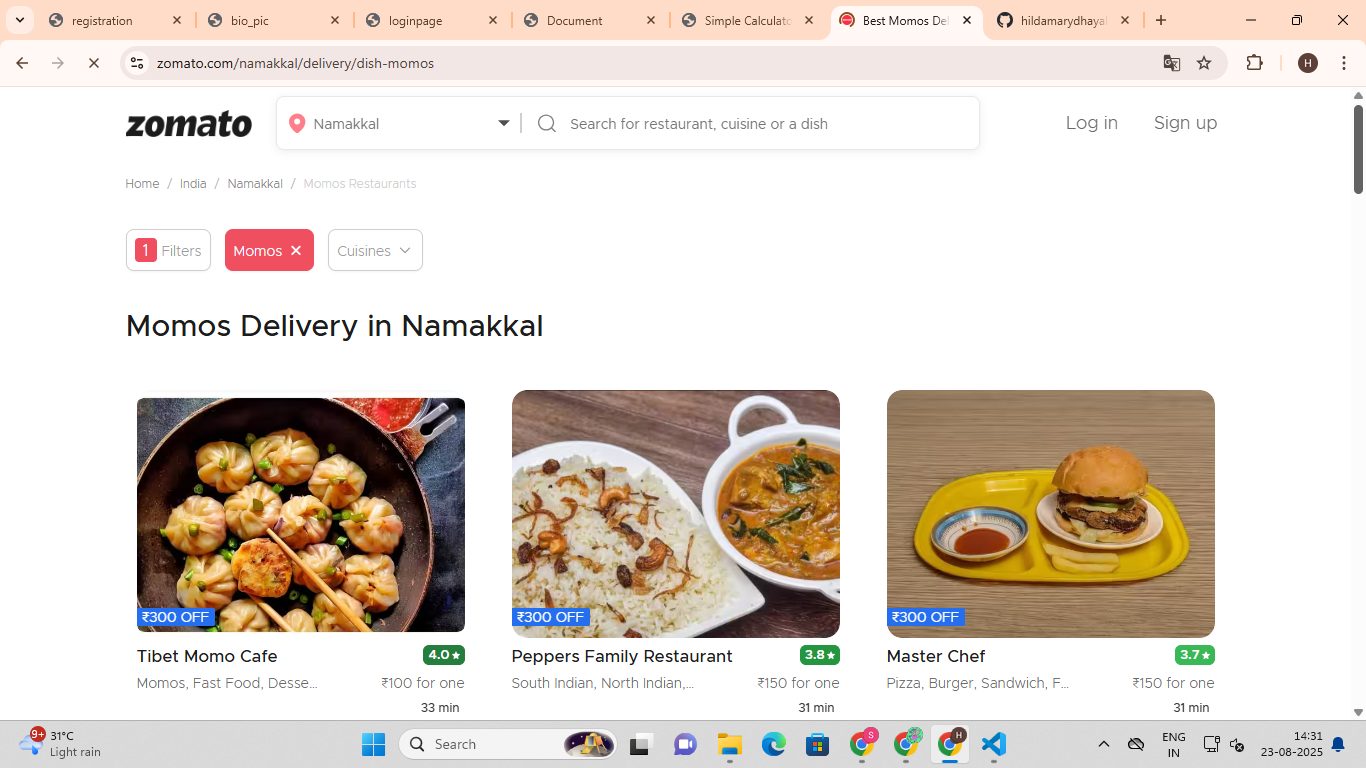 registration
bio_pic
loginpage
Document
Simple Calculato
Best Momos Del
hildamarydhayal
zomato.com/namakkal/delivery/dish-momos
H
zomato
Namakkal
Search for restaurant, cuisine or a dish
Log in
Sign up
Home / India / Namakkal / Momos Restaurants
1 Filters
Momos
Cuisines
Momos Delivery in Namakkal
₹300 OFF
₹300 OFF
₹300 OFF
Tibet Momo Cafe
4.0
Peppers Family Restaurant
3.8
Master Chef
3.7
Momos, Fast Food, Desse...
₹100 for one
South Indian, North Indian,...
₹150 for one
Pizza, Burger, Sandwich, F...
₹150 for one
33 min
31 min
31 min
9+
31°C
Light rain
Search
S
H
ENG
IN
14:31
23-08-2025